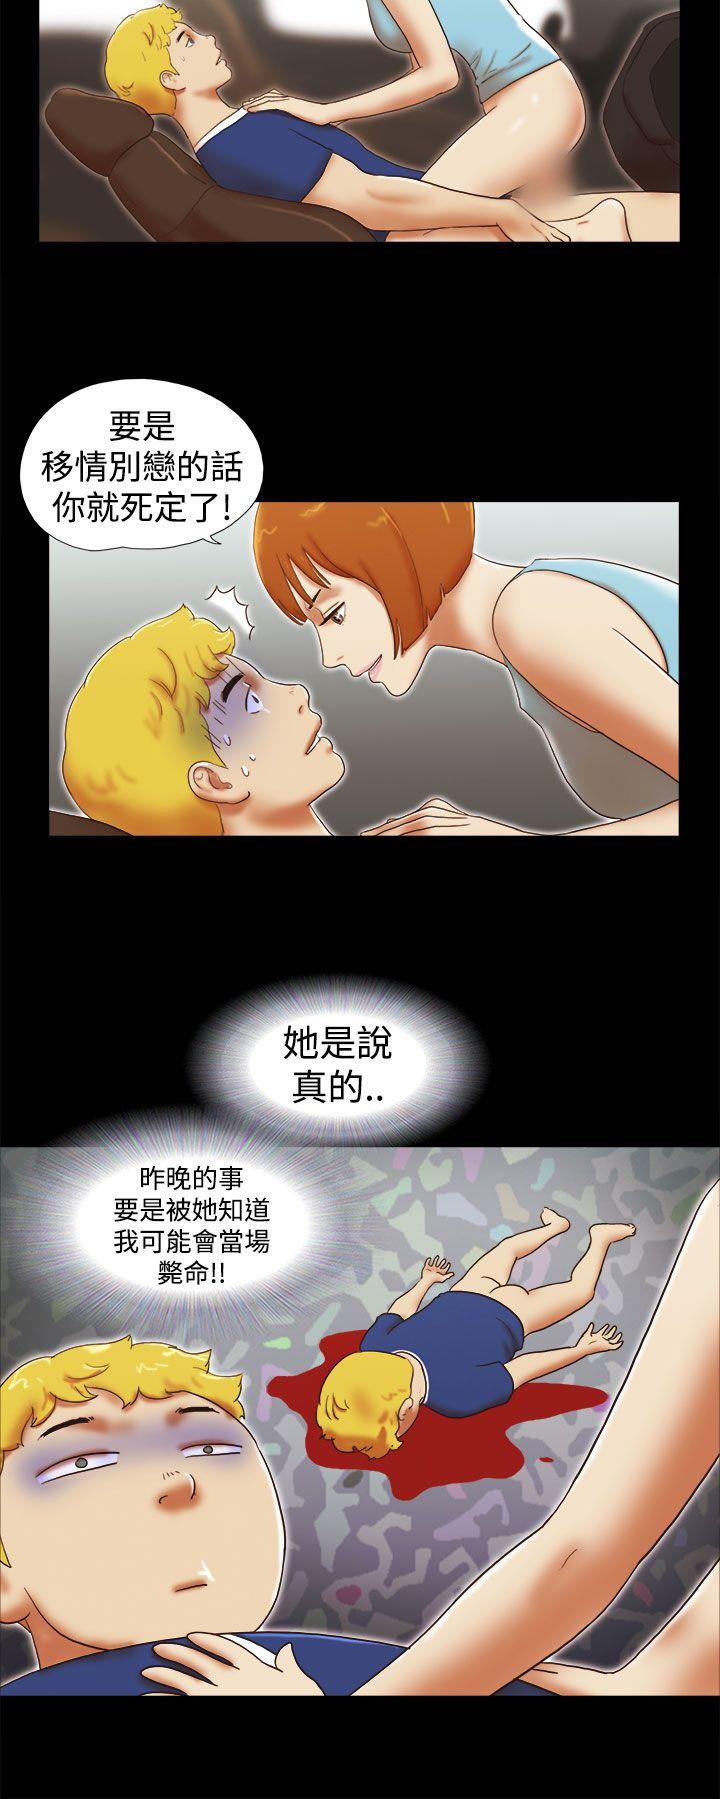 要是
移情別戀的話
你就死定了!
她是說
真的..
昨晚的事
要是被她知道
我可能會當場
斃命!!